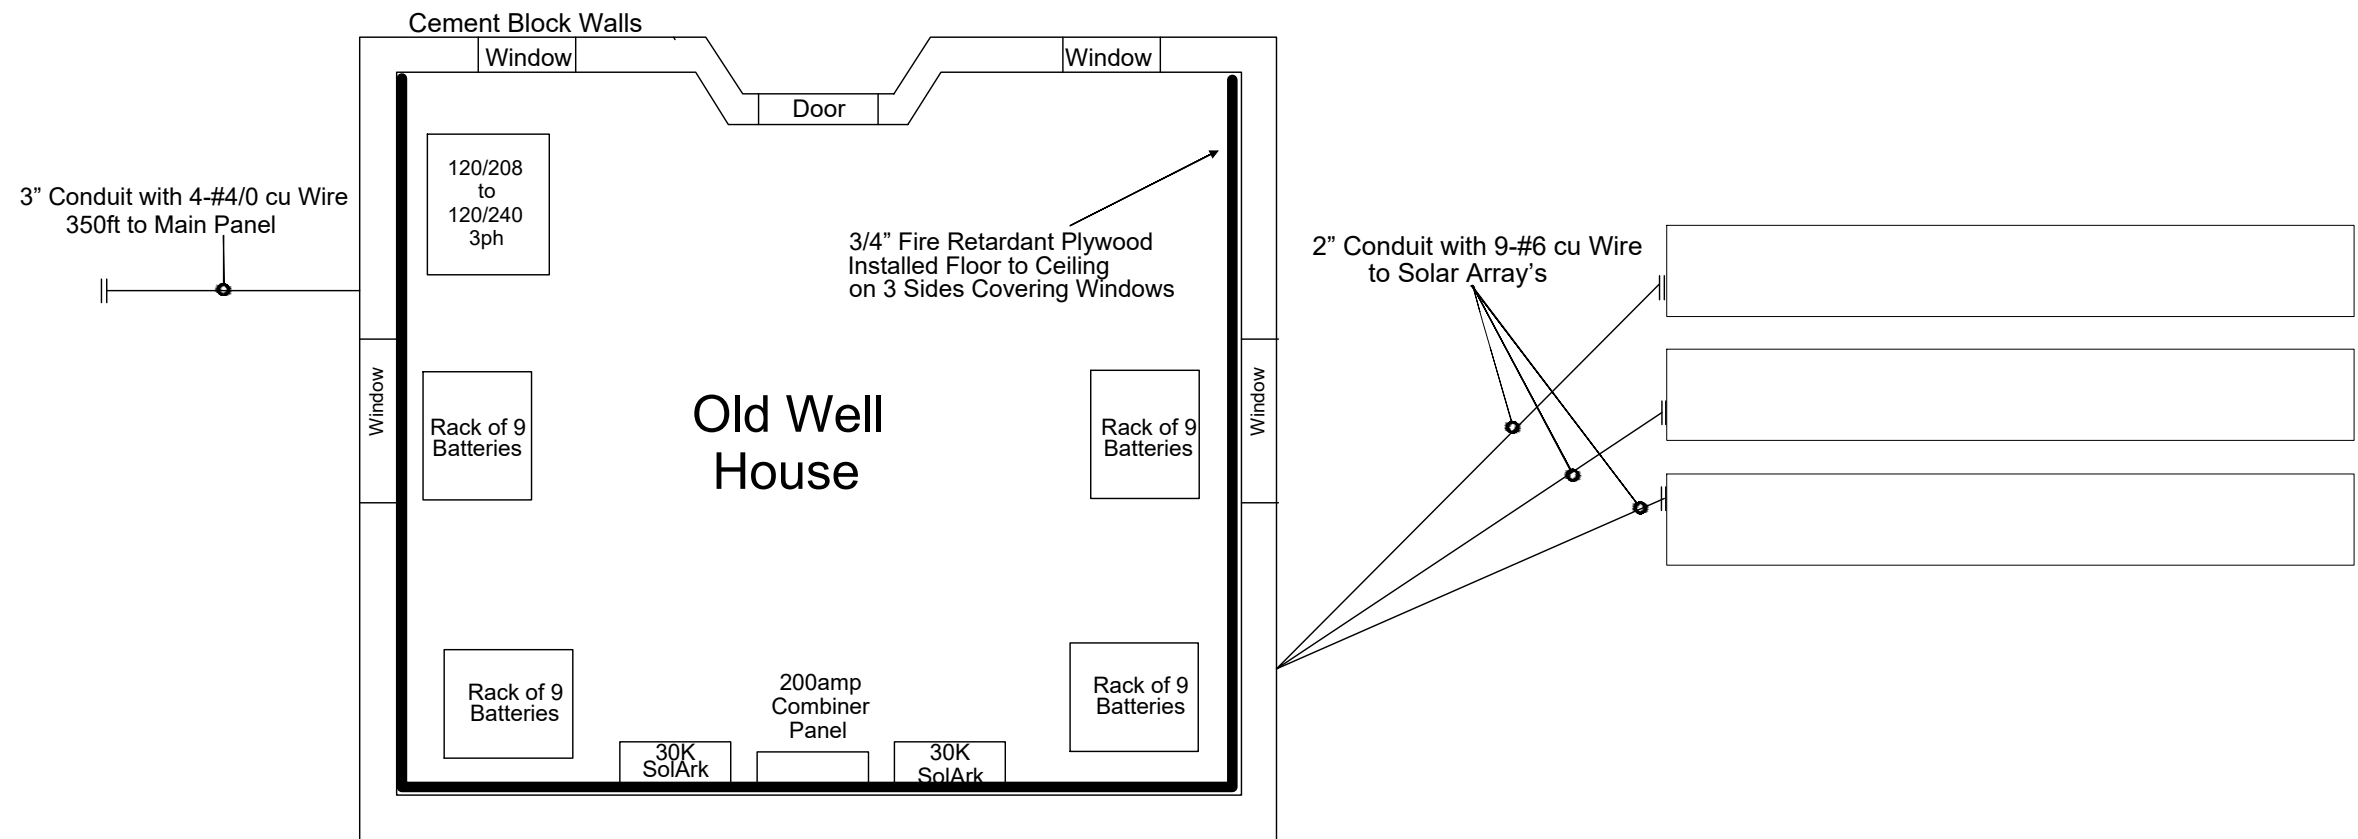 Cement Block Walls
Window
Window
Door
120/208
to
120/240
3ph
3” Conduit with 4-#4/0 cu Wire
350ft to Main Panel
3/4” Fire Retardant Plywood
Installed Floor to Ceiling
on 3 Sides Covering Windows
2” Conduit with 9-#6 cu Wire
to Solar Array’s
Window
Rack of 9
Batteries
Old Well
House
Rack of 9
Batteries
Window
Rack of 9
Batteries
200amp
Combiner
Panel
Rack of 9
Batteries
30K
SolArk
30K
SolArk